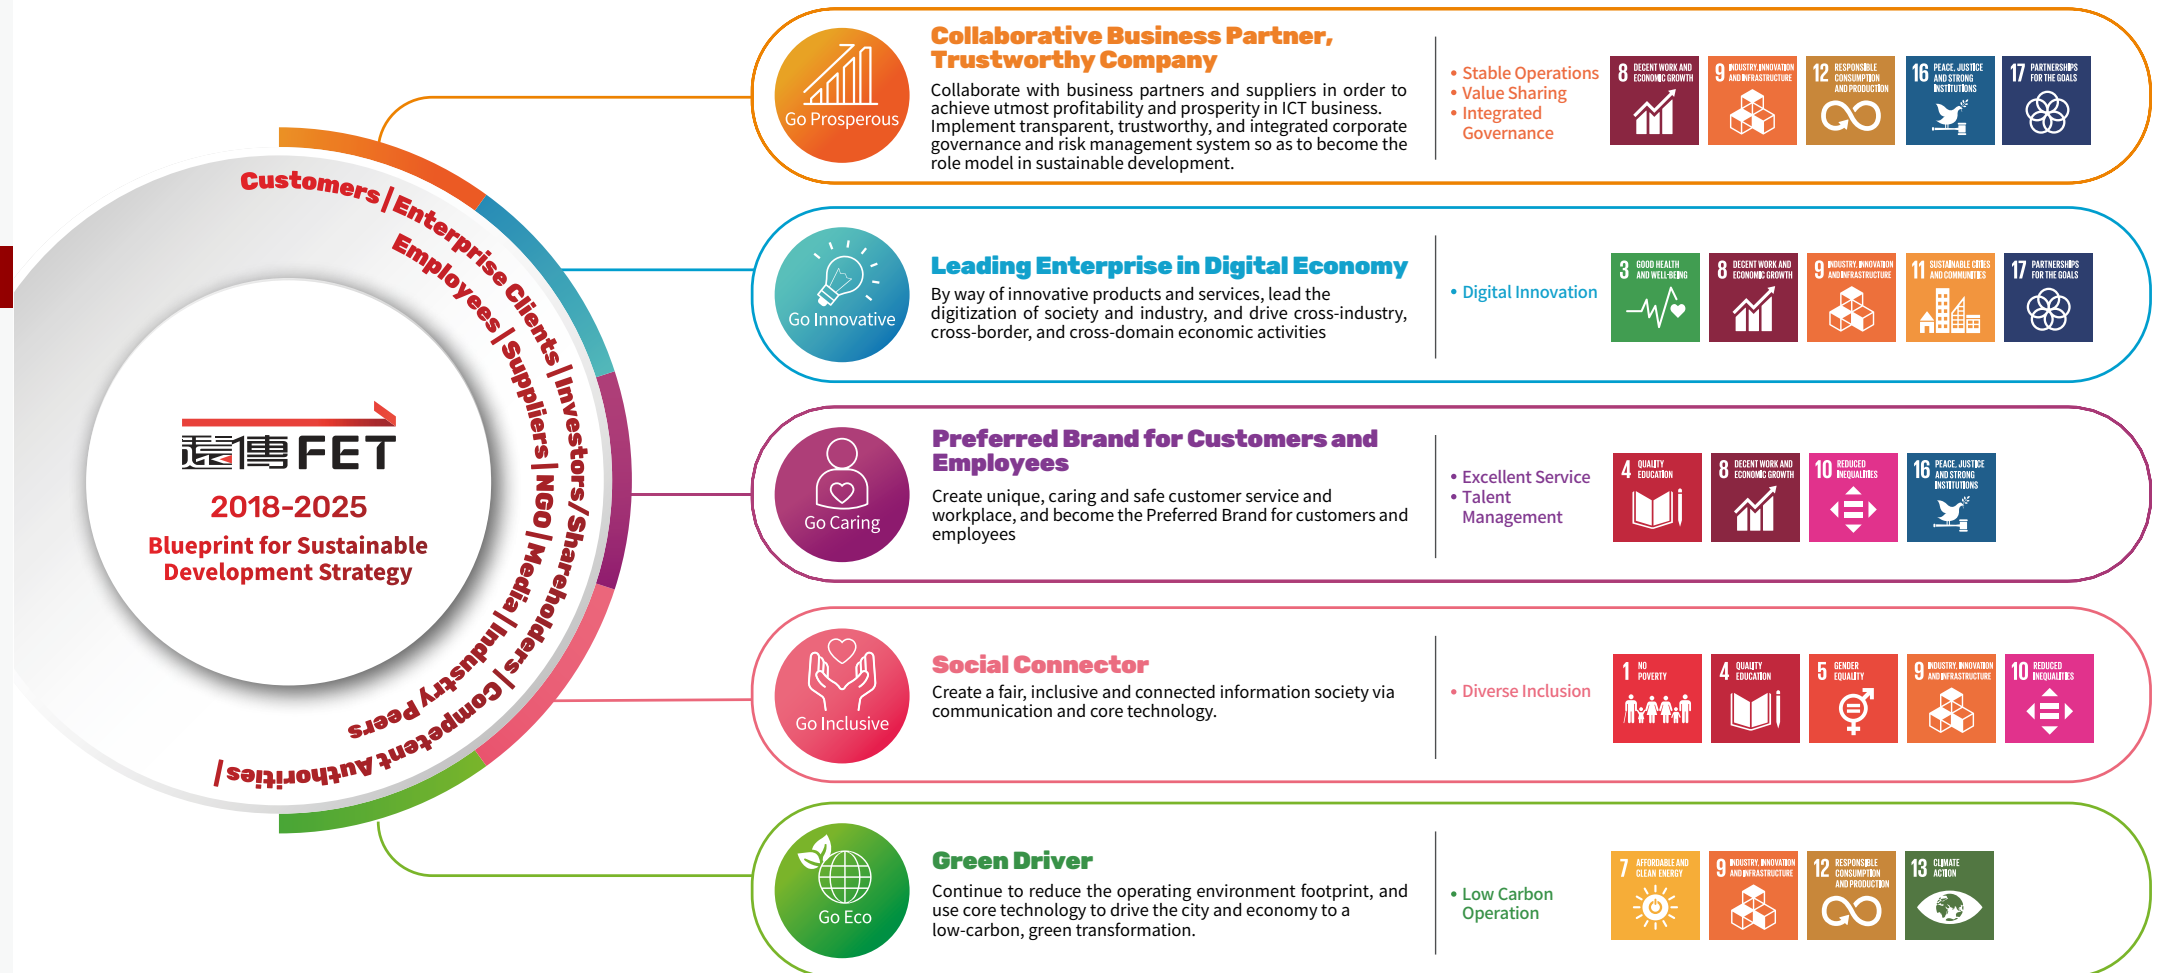 Customers | Enterprise Clients | Investors/Shareholders | Competent Authorities |
Employees | Suppliers | NGO | Media | Industry Peers
遠傳 FET
2018-2025
Blueprint for Sustainable
Development Strategy
Go Prosperous
Collaborative Business Partner,
Trustworthy Company
Collaborate with business partners and suppliers in order to
achieve utmost profitability and prosperity in ICT business.
Implement transparent, trustworthy, and integrated corporate
governance and risk management system so as to become the
role model in sustainable development.
• Stable Operations
• Value Sharing
• Integrated
Governance
8 DECENT WORK AND
ECONOMIC GROWTH
9 INDUSTRY, INNOVATION
AND INFRASTRUCTURE
12 RESPONSIBLE
CONSUMPTION
AND PRODUCTION
16 PEACE, JUSTICE
AND STRONG
INSTITUTIONS
17 PARTNERSHIPS
FOR THE GOALS
Go Innovative
Leading Enterprise in Digital Economy
By way of innovative products and services, lead the
digitization of society and industry, and drive cross-industry,
cross-border, and cross-domain economic activities
• Digital Innovation
3 GOOD HEALTH
AND WELL-BEING
8 DECENT WORK AND
ECONOMIC GROWTH
9 INDUSTRY, INNOVATION
AND INFRASTRUCTURE
11 SUSTAINABLE CITIES
AND COMMUNITIES
17 PARTNERSHIPS
FOR THE GOALS
Go Caring
Preferred Brand for Customers and
Employees
Create unique, caring and safe customer service and
workplace, and become the Preferred Brand for customers and
employees
• Excellent Service
• Talent
Management
4 QUALITY
EDUCATION
8 DECENT WORK AND
ECONOMIC GROWTH
10 REDUCED
INEQUALITIES
16 PEACE, JUSTICE
AND STRONG
INSTITUTIONS
Go Inclusive
Social Connector
Create a fair, inclusive and connected information society via
communication and core technology.
• Diverse Inclusion
1 NO
POVERTY
4 QUALITY
EDUCATION
5 GENDER
EQUALITY
9 INDUSTRY, INNOVATION
AND INFRASTRUCTURE
10 REDUCED
INEQUALITIES
Go Eco
Green Driver
Continue to reduce the operating environment footprint, and
use core technology to drive the city and economy to a
low-carbon, green transformation.
• Low Carbon
Operation
7 AFFORDABLE AND
CLEAN ENERGY
9 INDUSTRY, INNOVATION
AND INFRASTRUCTURE
12 RESPONSIBLE
CONSUMPTION
AND PRODUCTION
13 CLIMATE
ACTION